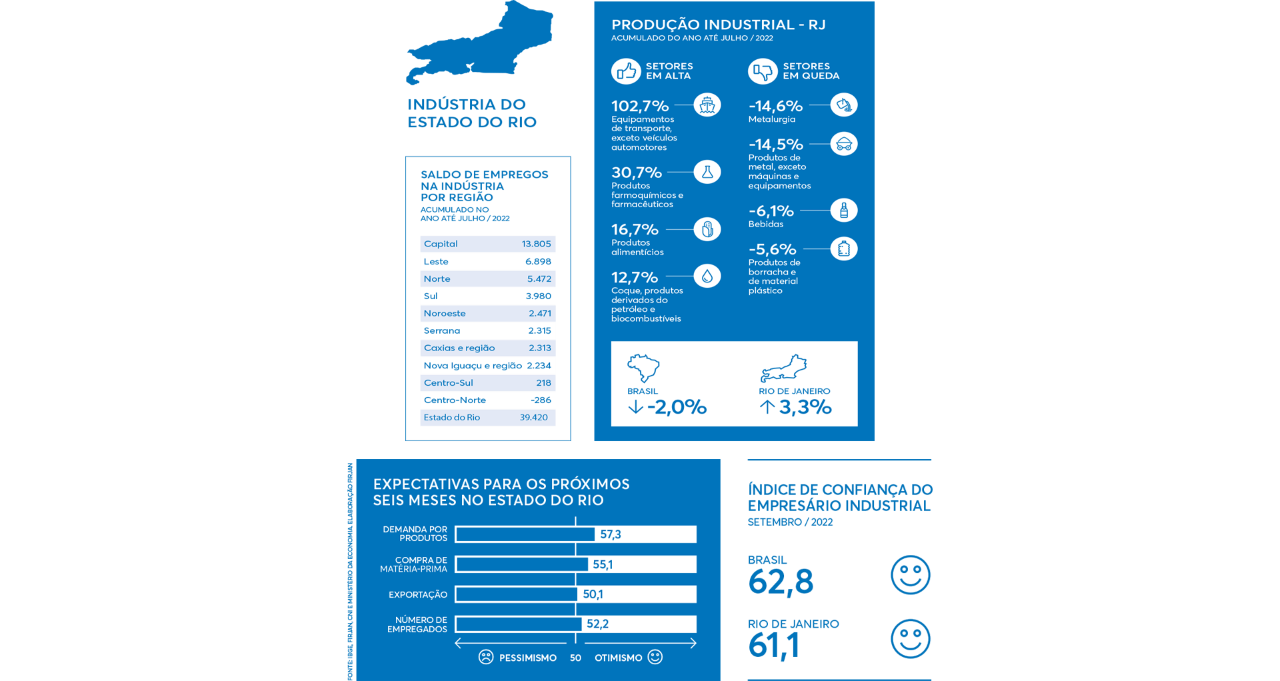 INDÚSTRIA DO
ESTADO DO RIO
SALDO DE EMPREGOS
NA INDÚSTRIA
POR REGIÃO
ACUMULADO NO
ANO ATÉ JULHO / 2022
Capital 13.805
Leste 6.898
Norte 5.472
Sul 3.980
Noroeste 2.471
Serrana 2.315
Caxias e região 2.313
Nova Iguaçu e região 2.234
Centro-Sul 218
Centro-Norte -286
Estado do Rio 39.420
PRODUÇÃO INDUSTRIAL - RJ
ACUMULADO DO ANO ATÉ JULHO / 2022
SETORES
EM ALTA
102,7%
Equipamentos
de transporte,
exceto veículos
automotores
30,7%
Produtos
farmoquímicos e
farmacêuticos
16,7%
Produtos
alimentícios
12,7%
Coque, produtos
derivados do
petróleo e
biocombustíveis
SETORES
EM QUEDA
-14,6%
Metalurgia
-14,5%
Produtos de
metal, exceto
máquinas e
equipamentos
-6,1%
Bebidas
-5,6%
Produtos de
borracha e
de material
plástico
BRASIL
-2,0%
RIO DE JANEIRO
3,3%
FONTE: IBGE, FIRJAN, CNI E MINISTÉRIO DA ECONOMIA. ELABORAÇÃO FIRJAN
EXPECTATIVAS PARA OS PRÓXIMOS
SEIS MESES NO ESTADO DO RIO
DEMANDA POR
PRODUTOS
57,3
COMPRA DE
MATÉRIA-PRIMA
55,1
EXPORTAÇÃO
50,1
NÚMERO DE
EMPREGADOS
52,2
PESSIMISMO 50 OTIMISMO
ÍNDICE DE CONFIANÇA DO
EMPRESÁRIO INDUSTRIAL
SETEMBRO / 2022
BRASIL
62,8
RIO DE JANEIRO
61,1